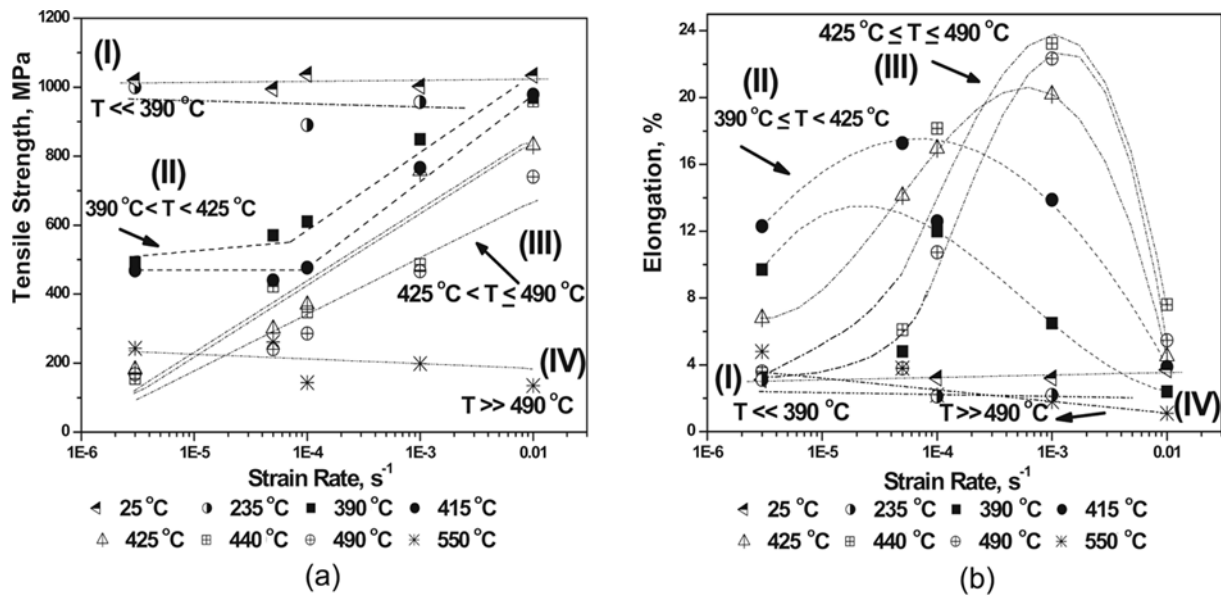 1200
1000
800
600
400
200
0
Tensile Strength, MPa
(I)
T << 390 °C
(II)
390 °C < T < 425 °C
(III)
425 °C < T ≤ 490 °C
(IV)
T >> 490 °C
1E-6 1E-5 1E-4 1E-3 0.01
Strain Rate, s⁻¹
25 °C 235 °C 390 °C 415 °C
425 °C 440 °C 490 °C 550 °C
(a)
24
20
16
12
8
4
0
Elongation, %
425 °C ≤ T ≤ 490 °C
(III)
(II)
390 °C ≤ T < 425 °C
(I)
T << 390 °C
T >> 490 °C
(IV)
1E-6 1E-5 1E-4 1E-3 0.01
Strain Rate, s⁻¹
25 °C 235 °C 390 °C 415 °C
425 °C 440 °C 490 °C 550 °C
(b)